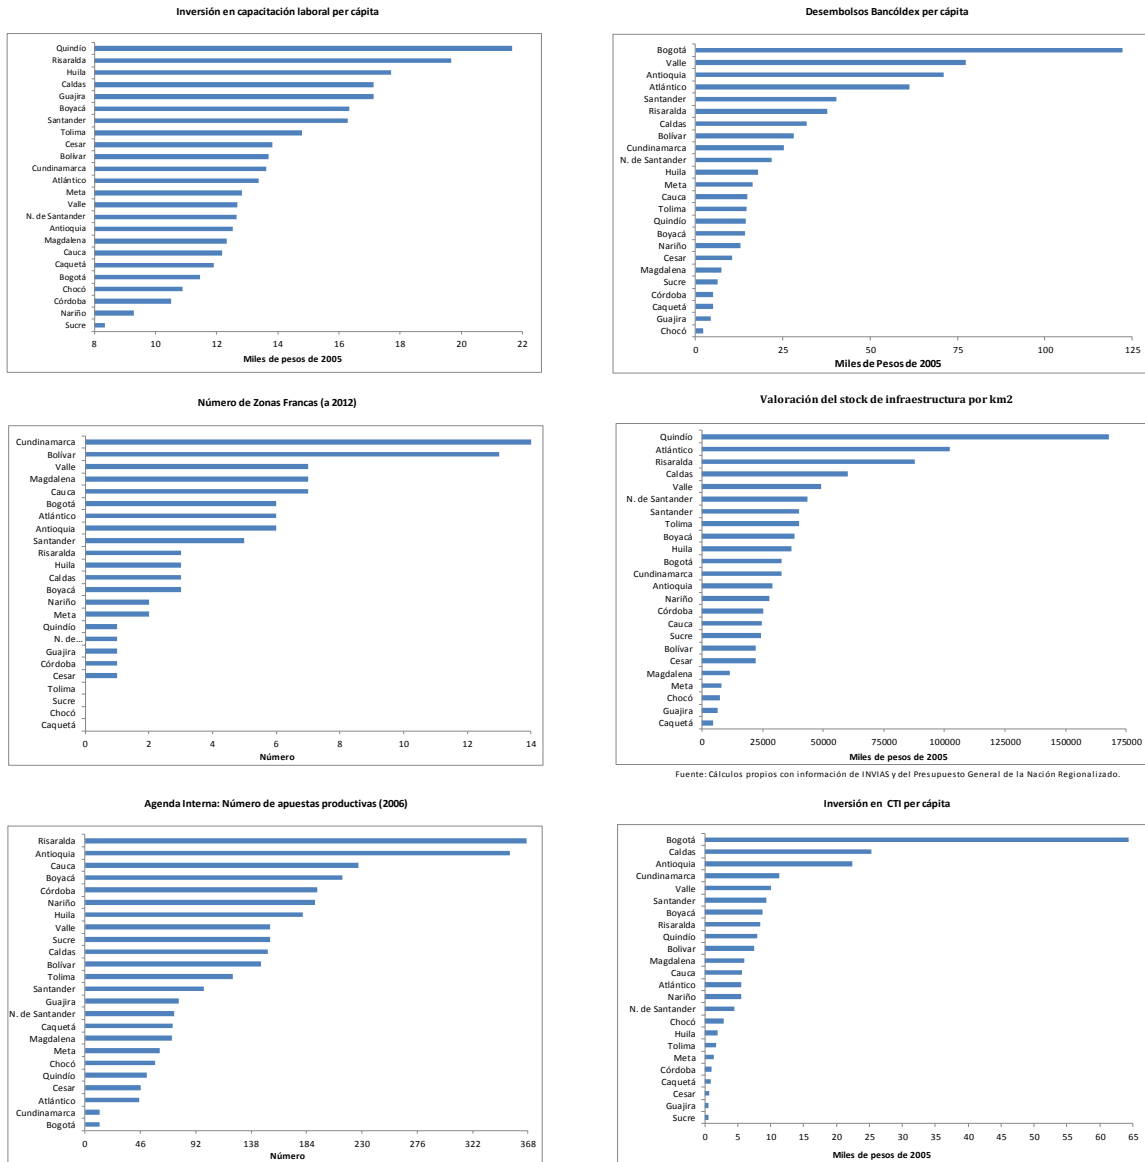 Inversión en capacitación laboral per cápita
Quindío
Risaralda
Huila
Caldas
Guajira
Boyacá
Santander
Tolima
Cesar
Bolívar
Cundinamarca
Atlántico
Meta
Valle
N. de Santander
Antioquia
Magdalena
Cauca
Caquetá
Bogotá
Chocó
Córdoba
Nariño
Sucre
8 10 12 14 16 18 20 22
Miles de pesos de 2005
Desembolsos Bancóldex per cápita
Bogotá
Valle
Antioquia
Atlántico
Santander
Risaralda
Caldas
Bolívar
Cundinamarca
N. de Santander
Huila
Meta
Cauca
Tolima
Quindío
Boyacá
Nariño
Cesar
Magdalena
Sucre
Córdoba
Caquetá
Guajira
Chocó
0 25 50 75 100 125
Miles de Pesos de 2005
Número de Zonas Francas (a 2012)
Cundinamarca
Bolívar
Valle
Magdalena
Cauca
Bogotá
Atlántico
Antioquia
Santander
Risaralda
Huila
Caldas
Boyacá
Nariño
Meta
Quindío
N. de...
Guajira
Córdoba
Cesar
Tolima
Sucre
Chocó
Caquetá
0 2 4 6 8 10 12 14
Número
Valoración del stock de infraestructura por km2
Quindío
Atlántico
Risaralda
Caldas
Valle
N. de Santander
Santander
Tolima
Boyacá
Huila
Bogotá
Cundinamarca
Antioquia
Nariño
Córdoba
Cauca
Sucre
Bolívar
Cesar
Magdalena
Meta
Chocó
Guajira
Caquetá
0 25000 50000 75000 100000 125000 150000 175000
Miles de pesos de 2005
Fuente: Cálculos propios con información de INVIAS y del Presupuesto General de la Nación Regionalizado.
Agenda Interna: Número de apuestas productivas (2006)
Risaralda
Antioquia
Cauca
Boyacá
Córdoba
Nariño
Huila
Valle
Sucre
Caldas
Bolívar
Tolima
Santander
Guajira
N. de Santander
Caquetá
Magdalena
Meta
Chocó
Quindío
Cesar
Atlántico
Cundinamarca
Bogotá
0 46 92 138 184 230 276 322 368
Número
Inversión en CTI per cápita
Bogotá
Caldas
Antioquia
Cundinamarca
Valle
Santander
Boyacá
Risaralda
Quindío
Bolivar
Magdalena
Cauca
Atlántico
Nariño
N. de Santander
Chocó
Huila
Tolima
Meta
Córdoba
Caquetá
Cesar
Guajira
Sucre
0 5 10 15 20 25 30 35 40 45 50 55 60 65
Miles de pesos de 2005